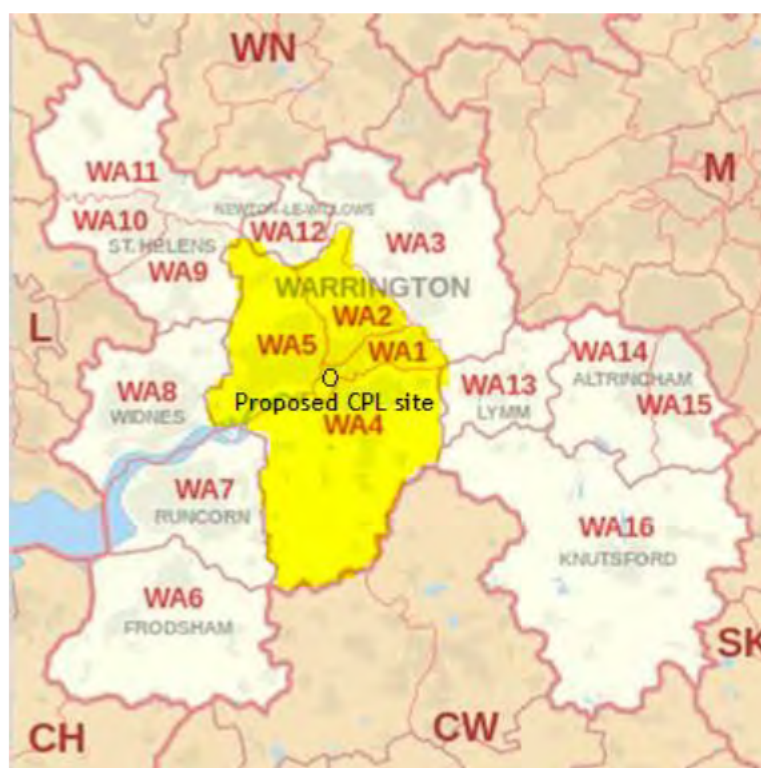 WN
M
WA11
NEWTON-LE-WILLOWS
WA10
WA12
WA3
ST. HELENS
WA9
WARRINGTON
WA2
L
WA5
WA1
WA14
ALTRINCHAM
WA8
WIDNES
Proposed CPL site
WA13
LYMM
WA15
WA4
WA7
RUNCORN
WA16
KNUTSFORD
WA6
FRODSHAM
SK
CH
CW